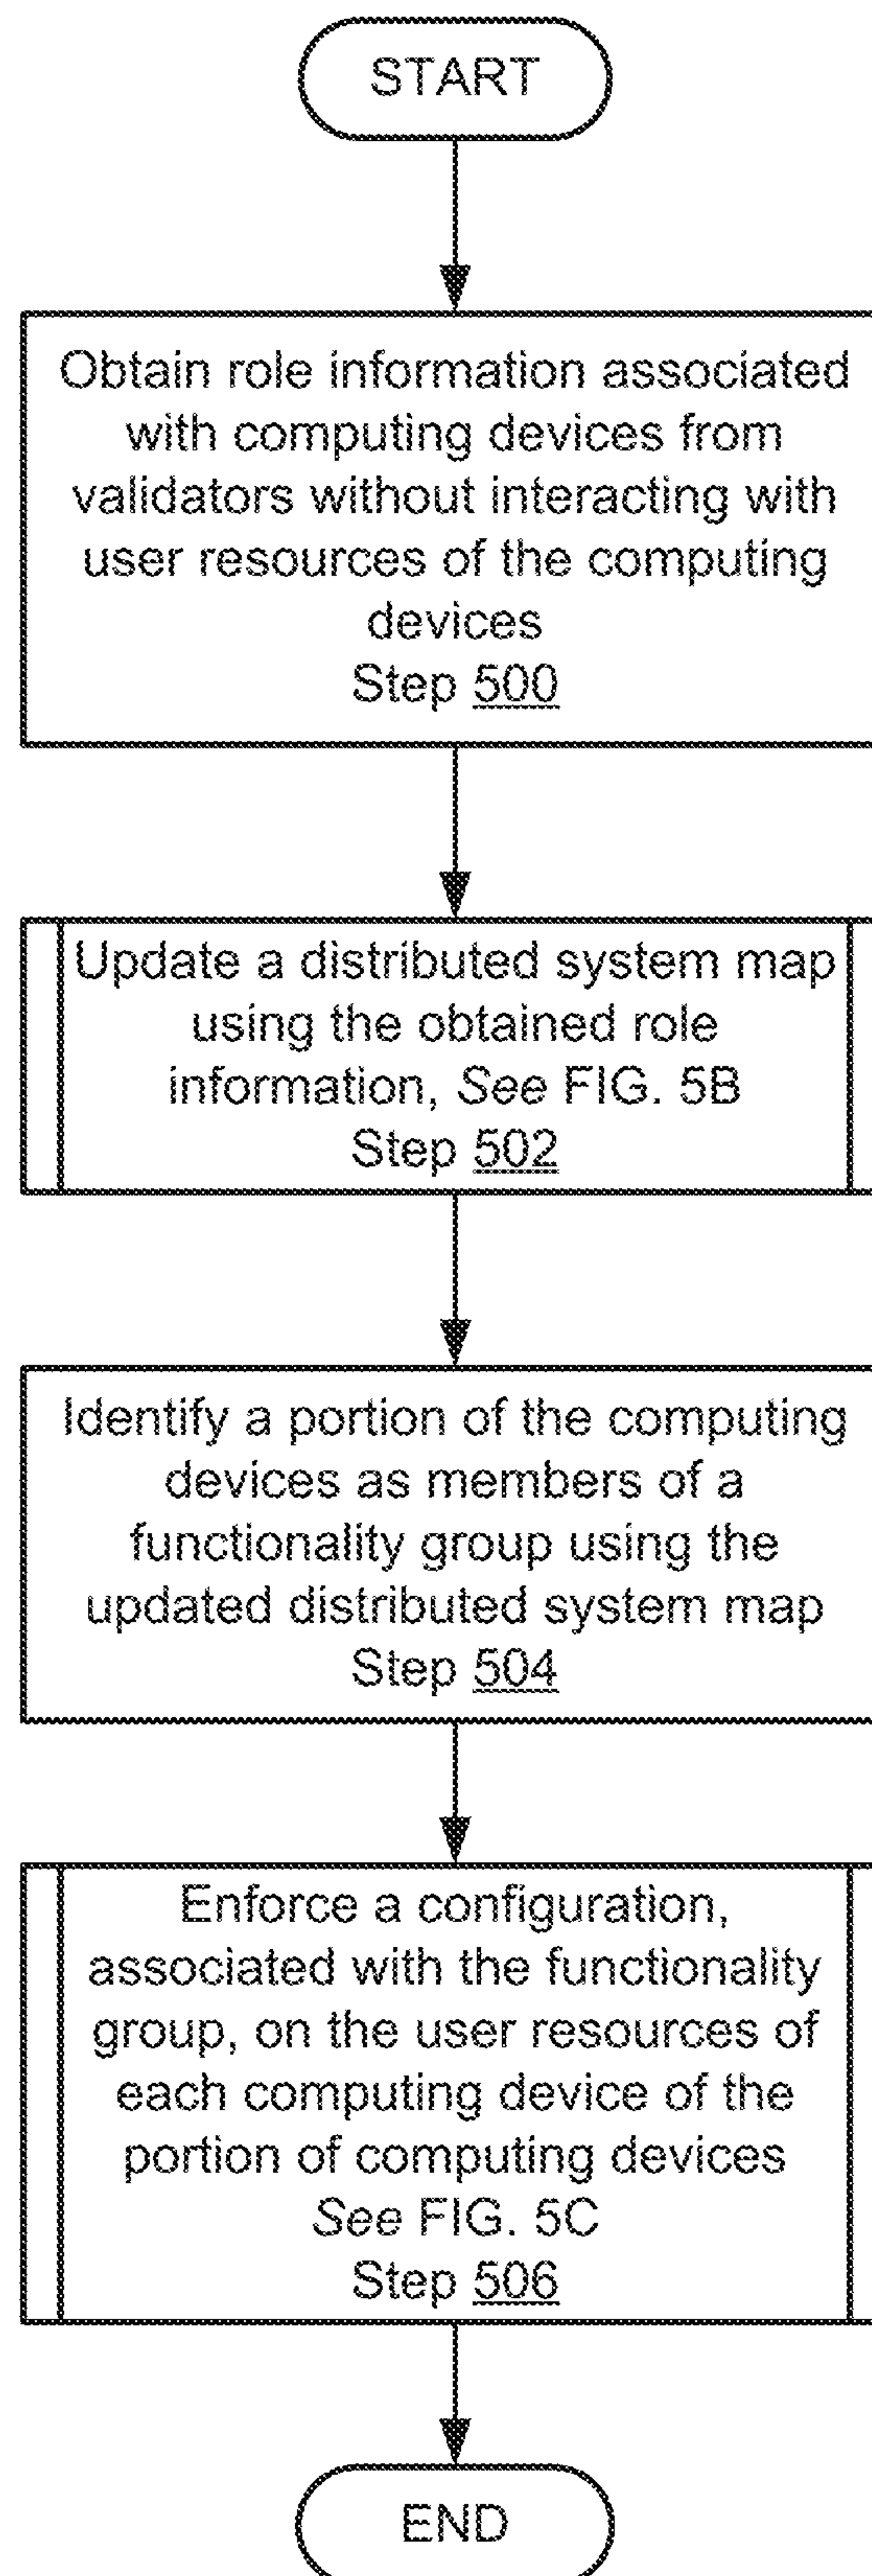 START
Obtain role information associated
with computing devices from
validators without interacting with
user resources of the computing
devices
Step 500
Update a distributed system map
using the obtained role
information, See FIG. 5B
Step 502
Identify a portion of the computing
devices as members of a
functionality group using the
updated distributed system map
Step 504
Enforce a configuration,
associated with the functionality
group, on the user resources of
each computing device of the
portion of computing devices
See FIG. 5C
Step 506
END